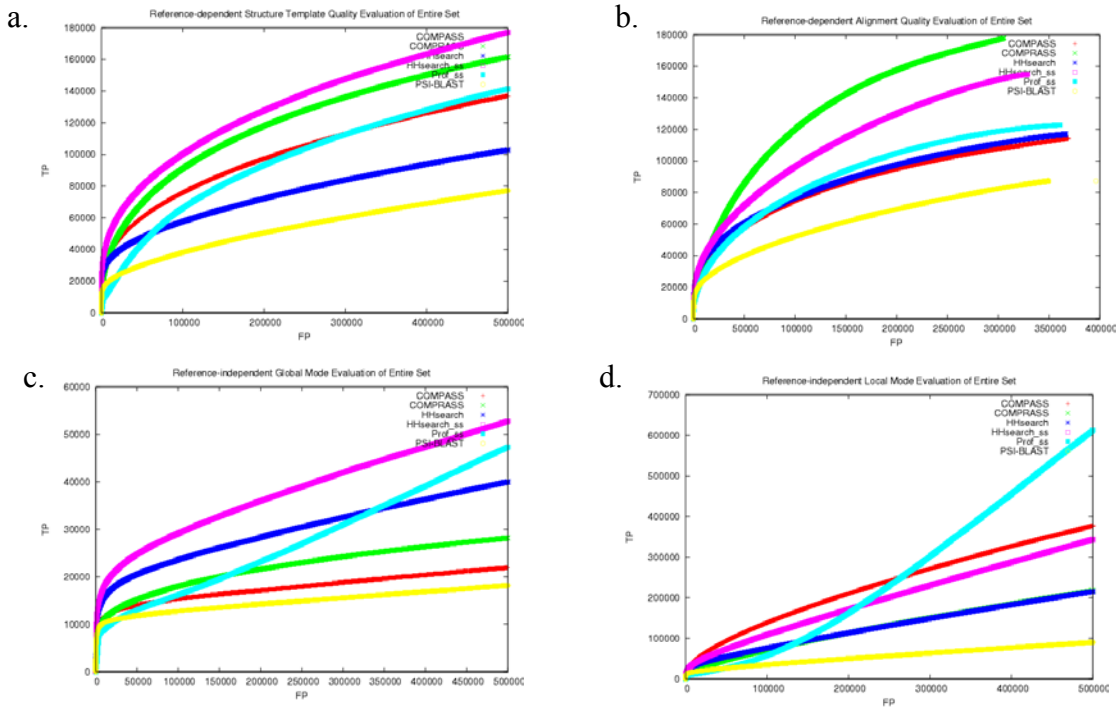 a.
Reference-dependent Structure Template Quality Evaluation of Entire Set
180000
160000
140000
120000
100000
80000
60000
40000
20000
0
TP
0 100000 200000 300000 400000 500000
FP
COMPASS
COMPRASS
HHsearch
HHsearch_ss
Prof_ss
PSI-BLAST
b.
Reference-dependent Alignment Quality Evaluation of Entire Set
180000
160000
140000
120000
100000
80000
60000
40000
20000
0
TP
0 50000 100000 150000 200000 250000 300000 350000 400000
FP
COMPASS
COMPRASS
HHsearch
HHsearch_ss
Prof_ss
PSI-BLAST
c.
Reference-independent Global Mode Evaluation of Entire Set
60000
50000
40000
30000
20000
10000
0
TP
0 50000 100000 150000 200000 250000 300000 350000 400000 450000 500000
FP
COMPASS
COMPRASS
HHsearch
HHsearch_ss
Prof_ss
PSI-BLAST
d.
Reference-independent Local Mode Evaluation of Entire Set
700000
600000
500000
400000
300000
200000
100000
0
TP
0 100000 200000 300000 400000 500000
FP
COMPASS
COMPRASS
HHsearch
HHsearch_ss
Prof_ss
PSI-BLAST